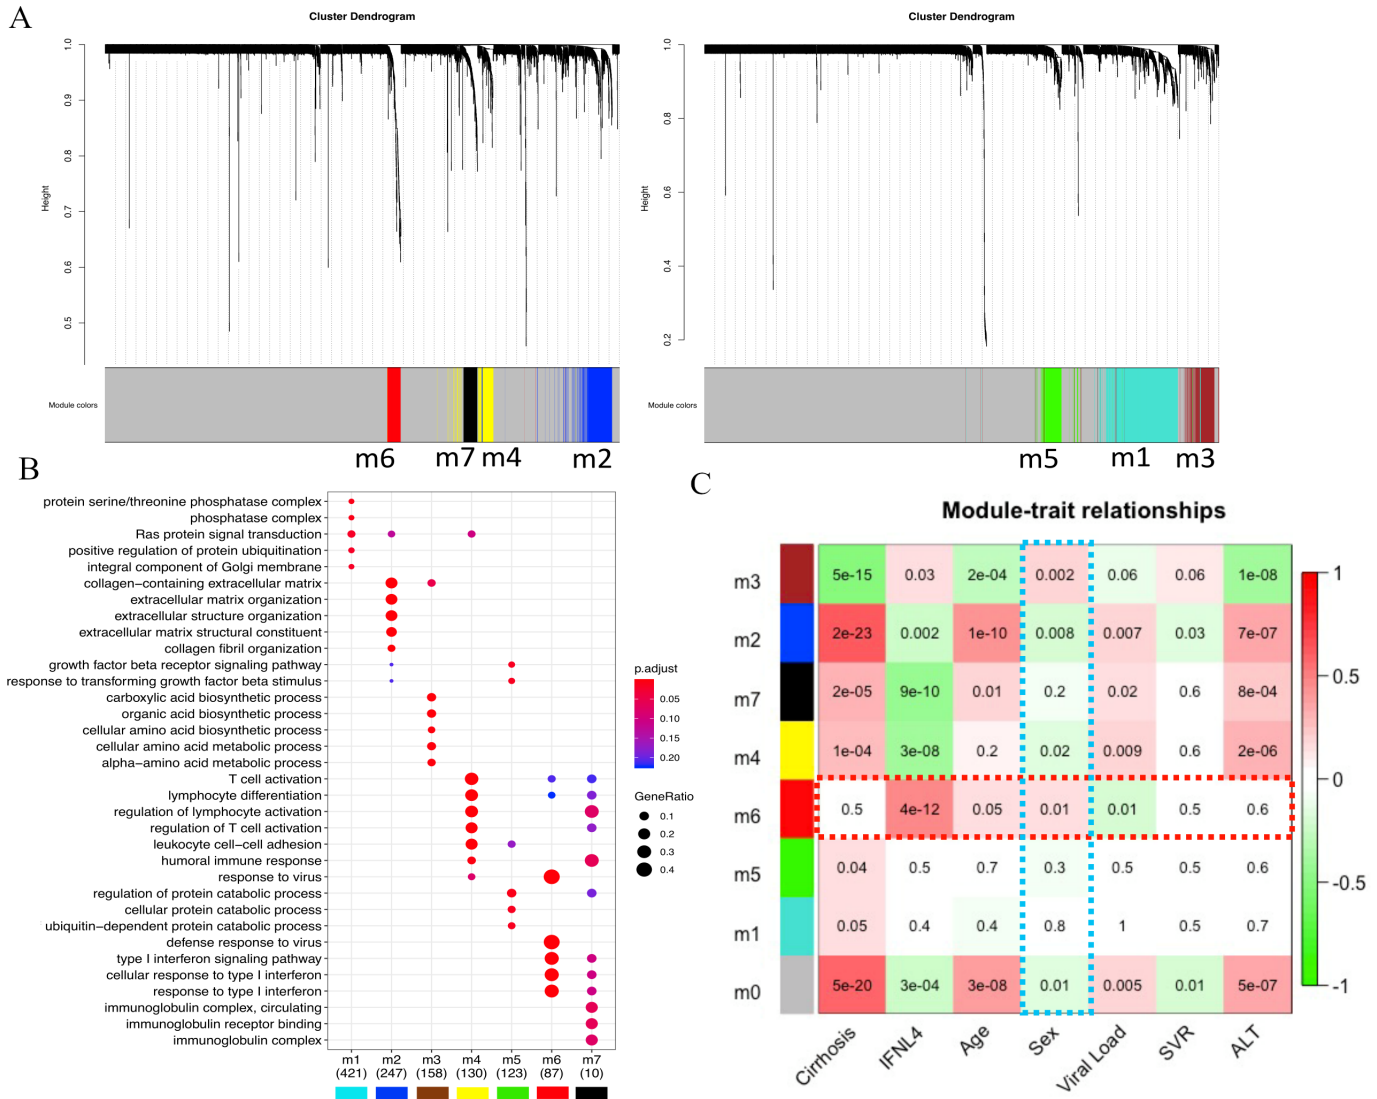 A
Cluster Dendrogram
Height
1.0
0.9
0.8
0.7
0.6
0.5
Module colors
m6
m7
m4
m2
Cluster Dendrogram
Height
1.0
0.8
0.6
0.4
0.2
Module colors
m5
m1
m3
B
protein serine/threonine phosphatase complex
phosphatase complex
Ras protein signal transduction
positive regulation of protein ubiquitination
integral component of Golgi membrane
collagen−containing extracellular matrix
extracellular matrix organization
extracellular structure organization
extracellular matrix structural constituent
collagen fibril organization
growth factor beta receptor signaling pathway
response to transforming growth factor beta stimulus
carboxylic acid biosynthetic process
organic acid biosynthetic process
cellular amino acid biosynthetic process
cellular amino acid metabolic process
alpha−amino acid metabolic process
T cell activation
lymphocyte differentiation
regulation of lymphocyte activation
regulation of T cell activation
leukocyte cell−cell adhesion
humoral immune response
response to virus
regulation of protein catabolic process
cellular protein catabolic process
ubiquitin−dependent protein catabolic process
defense response to virus
type I interferon signaling pathway
cellular response to type I interferon
response to type I interferon
immunoglobulin complex, circulating
immunoglobulin receptor binding
immunoglobulin complex
m1 m2 m3 m4 m5 m6 m7
(421) (247) (158) (130) (123) (87) (10)
p.adjust
0.05
0.10
0.15
0.20
GeneRatio
0.1
0.2
0.3
0.4
C
Module-trait relationships
m3 5e-15 0.03 2e-04 0.002 0.06 0.06 1e-08
m2 2e-23 0.002 1e-10 0.008 0.007 0.03 7e-07
m7 2e-05 9e-10 0.01 0.2 0.02 0.6 8e-04
m4 1e-04 3e-08 0.2 0.02 0.009 0.6 2e-06
m6 0.5 4e-12 0.05 0.01 0.01 0.5 0.6
m5 0.04 0.5 0.7 0.3 0.5 0.5 0.6
m1 0.05 0.4 0.4 0.8 1 0.5 0.7
m0 5e-20 3e-04 3e-08 0.01 0.005 0.01 5e-07
Cirrhosis IFNL4 Age Sex Viral Load SVR ALT
1
0.5
0
-0.5
-1